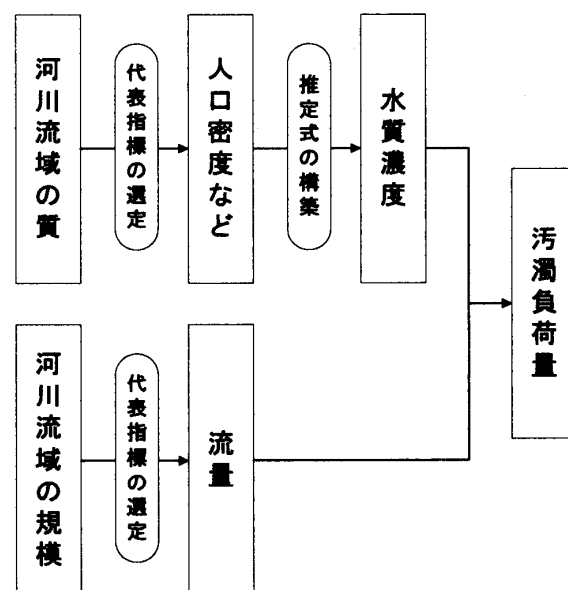 河川流域の質
代表指標の選定
人口密度など
推定式の構築
水質濃度
汚濁負荷量
河川流域の規模
代表指標の選定
流量